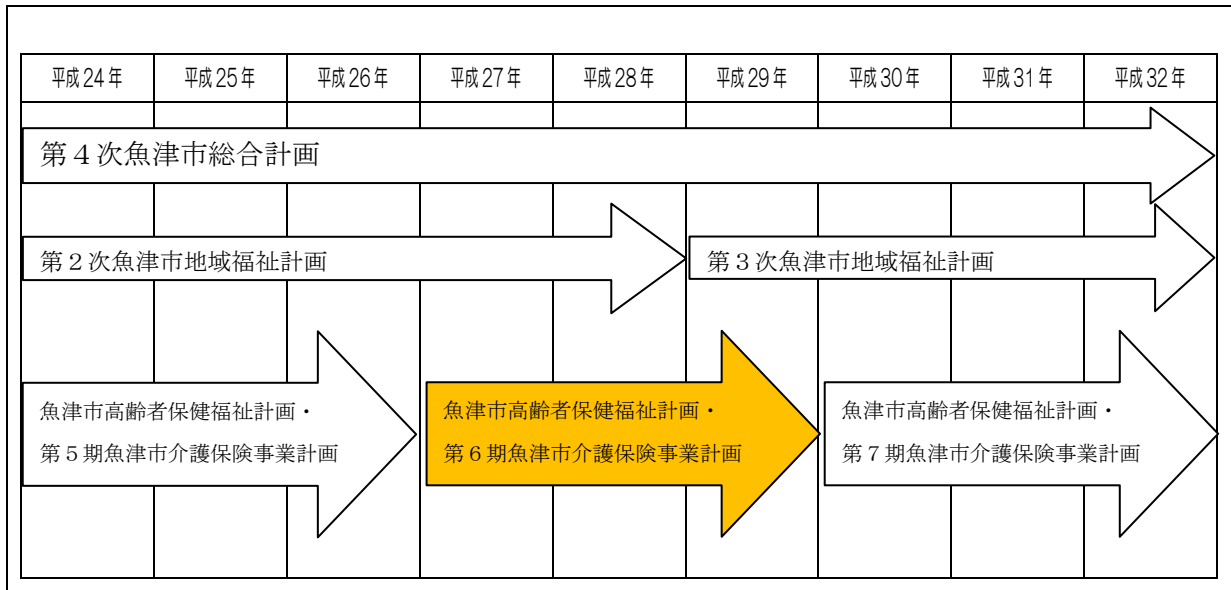 平成24年 平成25年 平成26年 平成27年 平成28年 平成29年 平成30年 平成31年 平成32年
第４次魚津市総合計画
第２次魚津市地域福祉計画
第３次魚津市地域福祉計画
魚津市高齢者保健福祉計画・
第５期魚津市介護保険事業計画
魚津市高齢者保健福祉計画・
第６期魚津市介護保険事業計画
魚津市高齢者保健福祉計画・
第７期魚津市介護保険事業計画